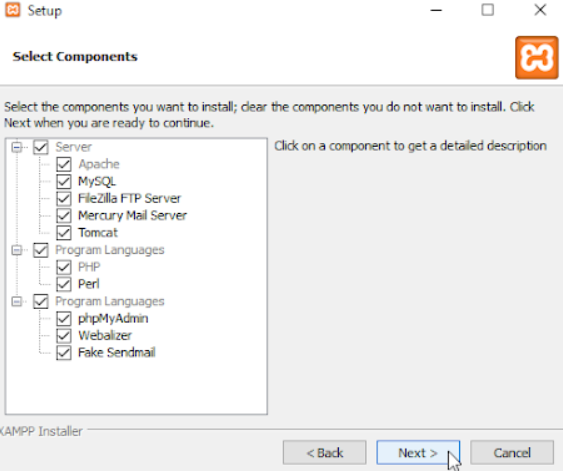 Setup
Select Components
Select the components you want to install; clear the components you do not want to install. Click
Next when you are ready to continue.
Server
Apache
MySQL
FileZilla FTP Server
Mercury Mail Server
Tomcat
Program Languages
PHP
Perl
Program Languages
phpMyAdmin
Webalizer
Fake Sendmail
Click on a component to get a detailed description
XAMPP Installer
< Back
Next >
Cancel